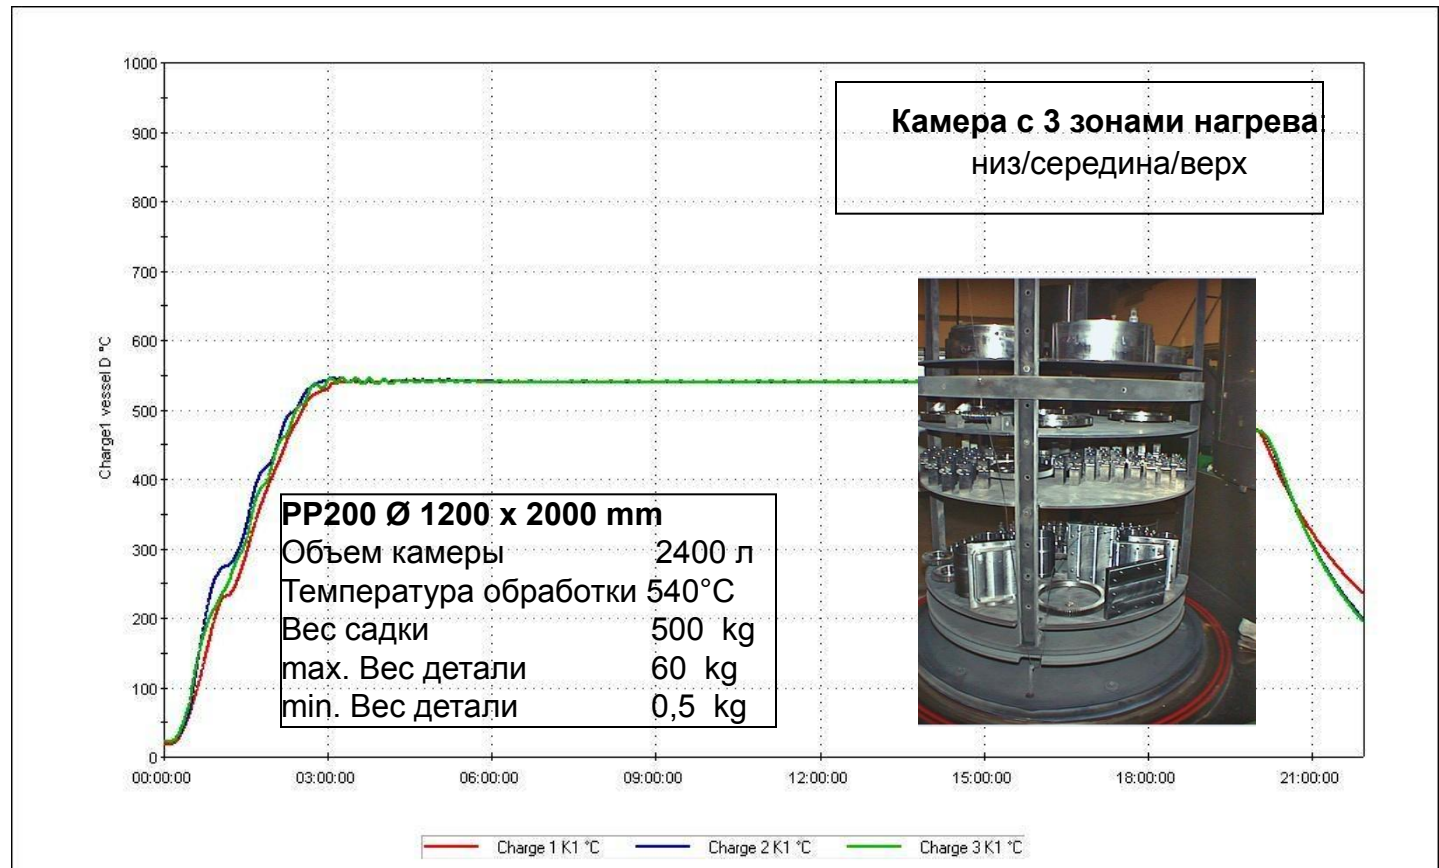 1000
900
800
700
600
500
400
300
200
100
0
Charge1 vessel D °C
Камера с 3 зонами нагрева:
низ/середина/верх
PP200 Ø 1200 x 2000 mm
Объем камеры 2400 л
Температура обработки 540°C
Вес садки 500 kg
max. Вес детали 60 kg
min. Вес детали 0,5 kg
00:00:00 03:00:00 06:00:00 09:00:00 12:00:00 15:00:00 18:00:00 21:00:00
Charge 1 K1 °C Charge 2 K1 °C Charge 3 K1 °C